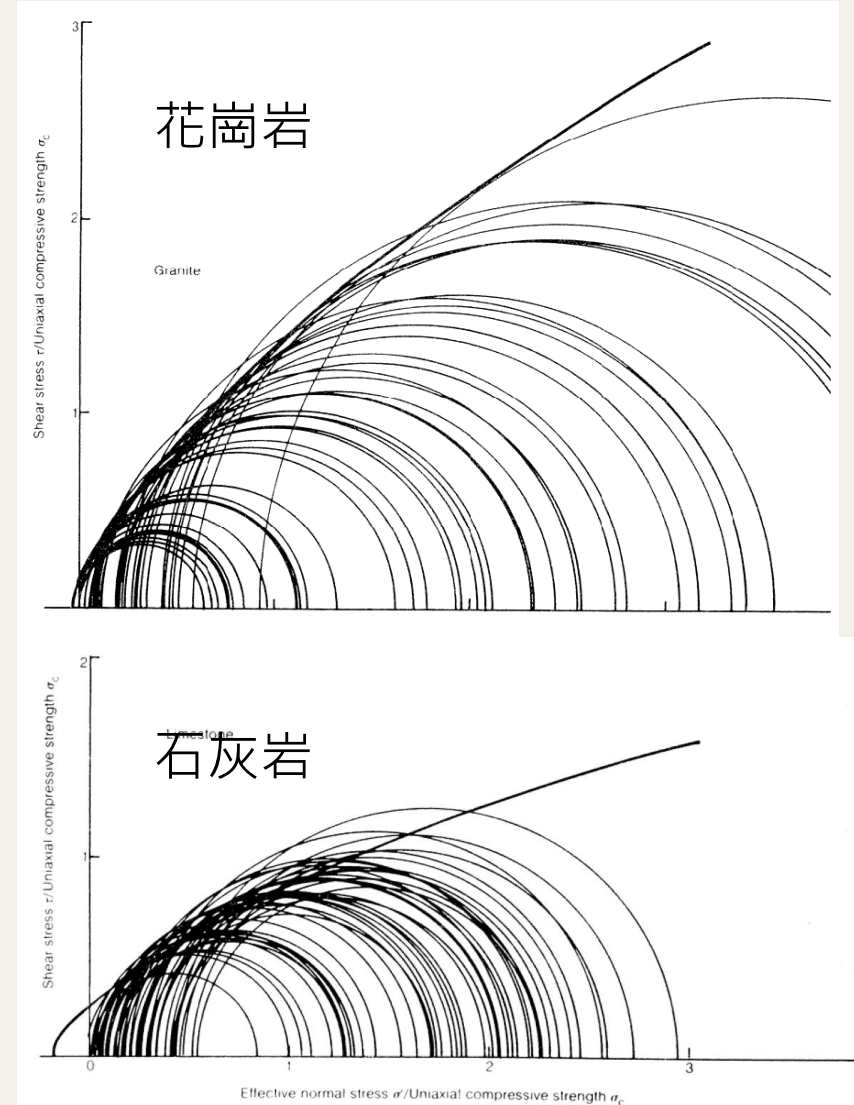 3
花崗岩
2
Granite
1
Shear stress τ/Uniaxial compressive strength σc
2
Limestone
石灰岩
1
Shear stress τ/Uniaxial compressive strength σc
0 1 2 3
Effective normal stress σ'/Uniaxial compressive strength σc